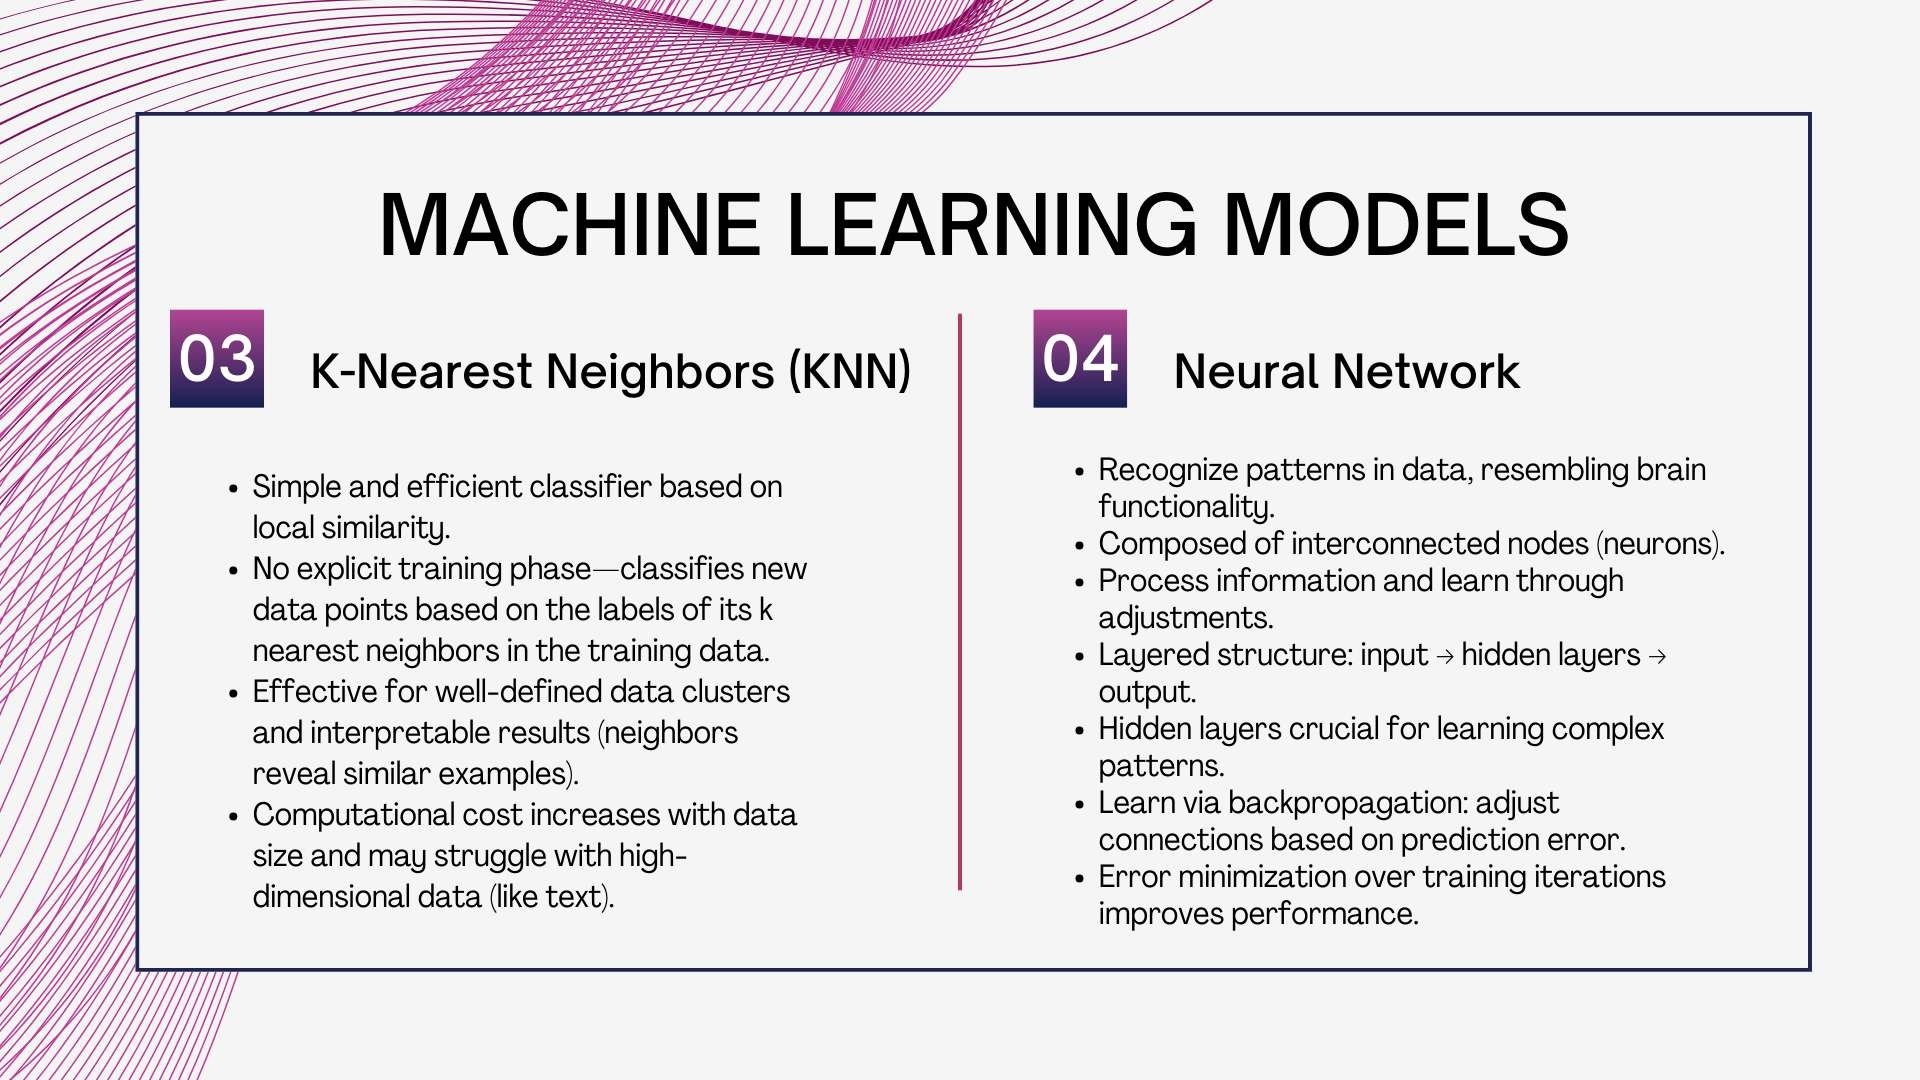 MACHINE LEARNING MODELS
03
K-Nearest Neighbors (KNN)
• Simple and efficient classifier based on
local similarity.
• No explicit training phase—classifies new
data points based on the labels of its k
nearest neighbors in the training data.
• Effective for well-defined data clusters
and interpretable results (neighbors
reveal similar examples).
• Computational cost increases with data
size and may struggle with high-
dimensional data (like text).
04
Neural Network
• Recognize patterns in data, resembling brain
functionality.
• Composed of interconnected nodes (neurons).
• Process information and learn through
adjustments.
• Layered structure: input → hidden layers →
output.
• Hidden layers crucial for learning complex
patterns.
• Learn via backpropagation: adjust
connections based on prediction error.
• Error minimization over training iterations
improves performance.